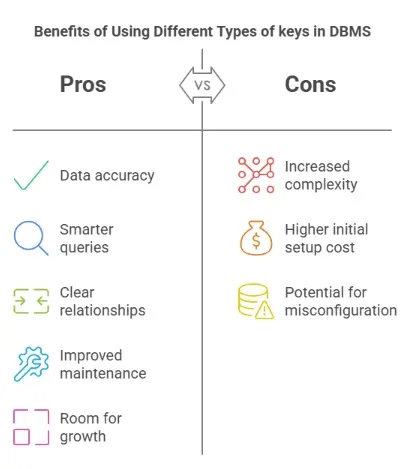 Benefits of Using Different Types of keys in DBMS
Pros
VS
Cons
Data accuracy
Smarter
queries
Clear
relationships
Improved
maintenance
Room for
growth
Increased
complexity
$
Higher initial
setup cost
Potential for
misconfiguration